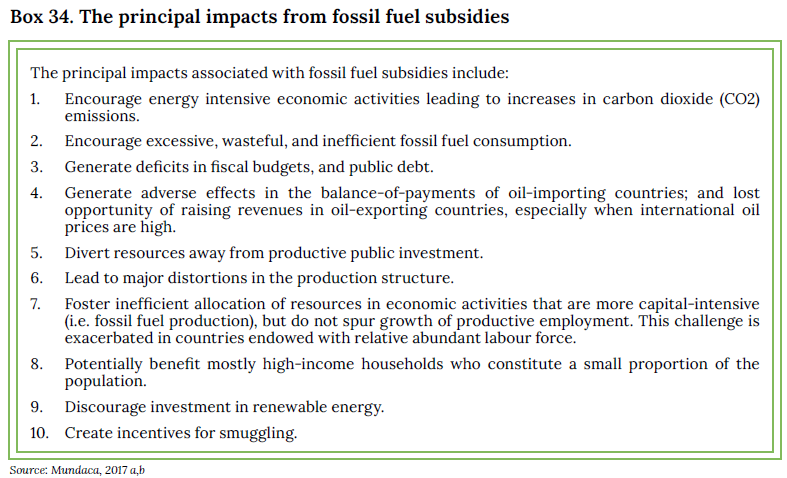 Box 34. The principal impacts from fossil fuel subsidies
The principal impacts associated with fossil fuel subsidies include:
1. Encourage energy intensive economic activities leading to increases in carbon dioxide (CO2)
emissions.
2. Encourage excessive, wasteful, and inefficient fossil fuel consumption.
3. Generate deficits in fiscal budgets, and public debt.
4. Generate adverse effects in the balance-of-payments of oil-importing countries; and lost
opportunity of raising revenues in oil-exporting countries, especially when international oil
prices are high.
5. Divert resources away from productive public investment.
6. Lead to major distortions in the production structure.
7. Foster inefficient allocation of resources in economic activities that are more capital-intensive
(i.e. fossil fuel production), but do not spur growth of productive employment. This challenge is
exacerbated in countries endowed with relative abundant labour force.
8. Potentially benefit mostly high-income households who constitute a small proportion of the
population.
9. Discourage investment in renewable energy.
10. Create incentives for smuggling.
Source: Mundaca, 2017 a,b